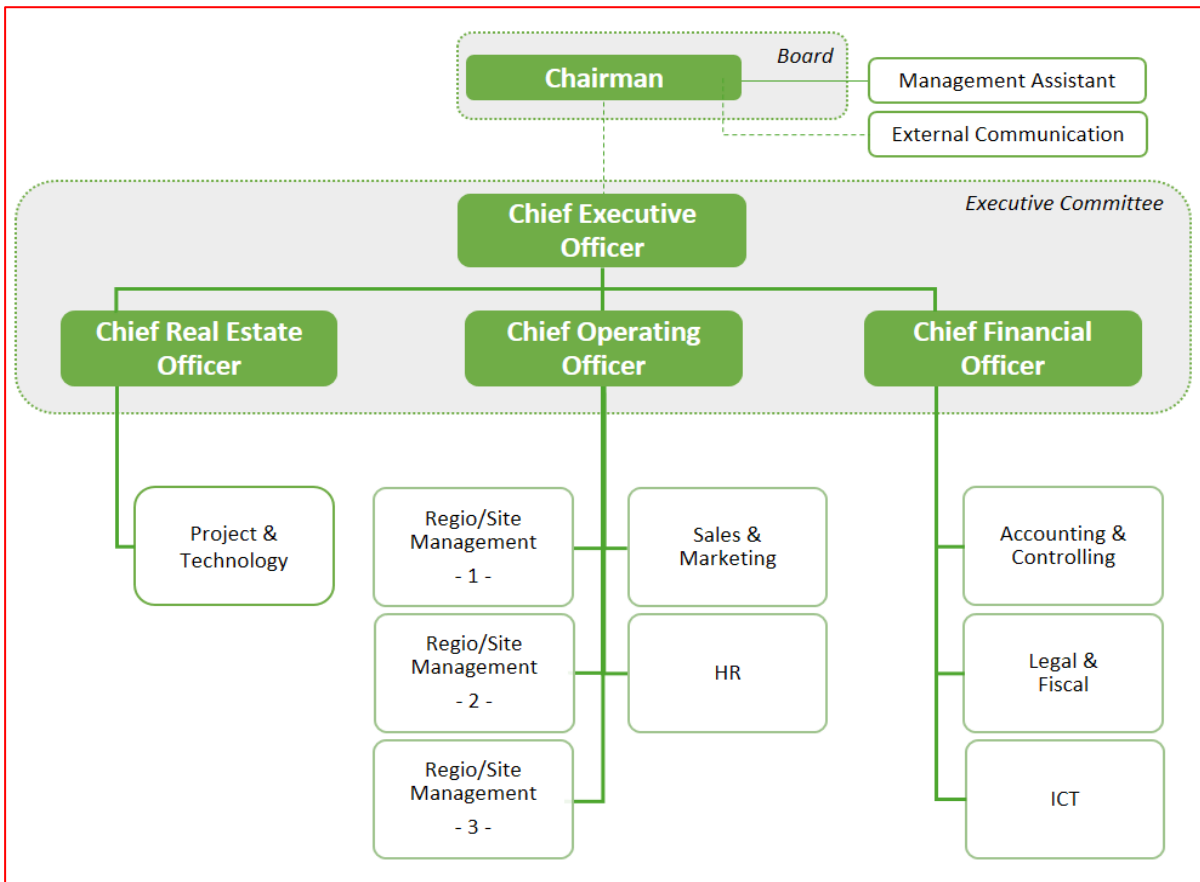 Board
Chairman
Management Assistant
External Communication
Executive Committee
Chief Executive
Officer
Chief Real Estate
Officer
Chief Operating
Officer
Chief Financial
Officer
Project &
Technology
Regio/Site
Management
- 1 -
Sales &
Marketing
Accounting &
Controlling
Regio/Site
Management
- 2 -
HR
Legal &
Fiscal
Regio/Site
Management
- 3 -
ICT